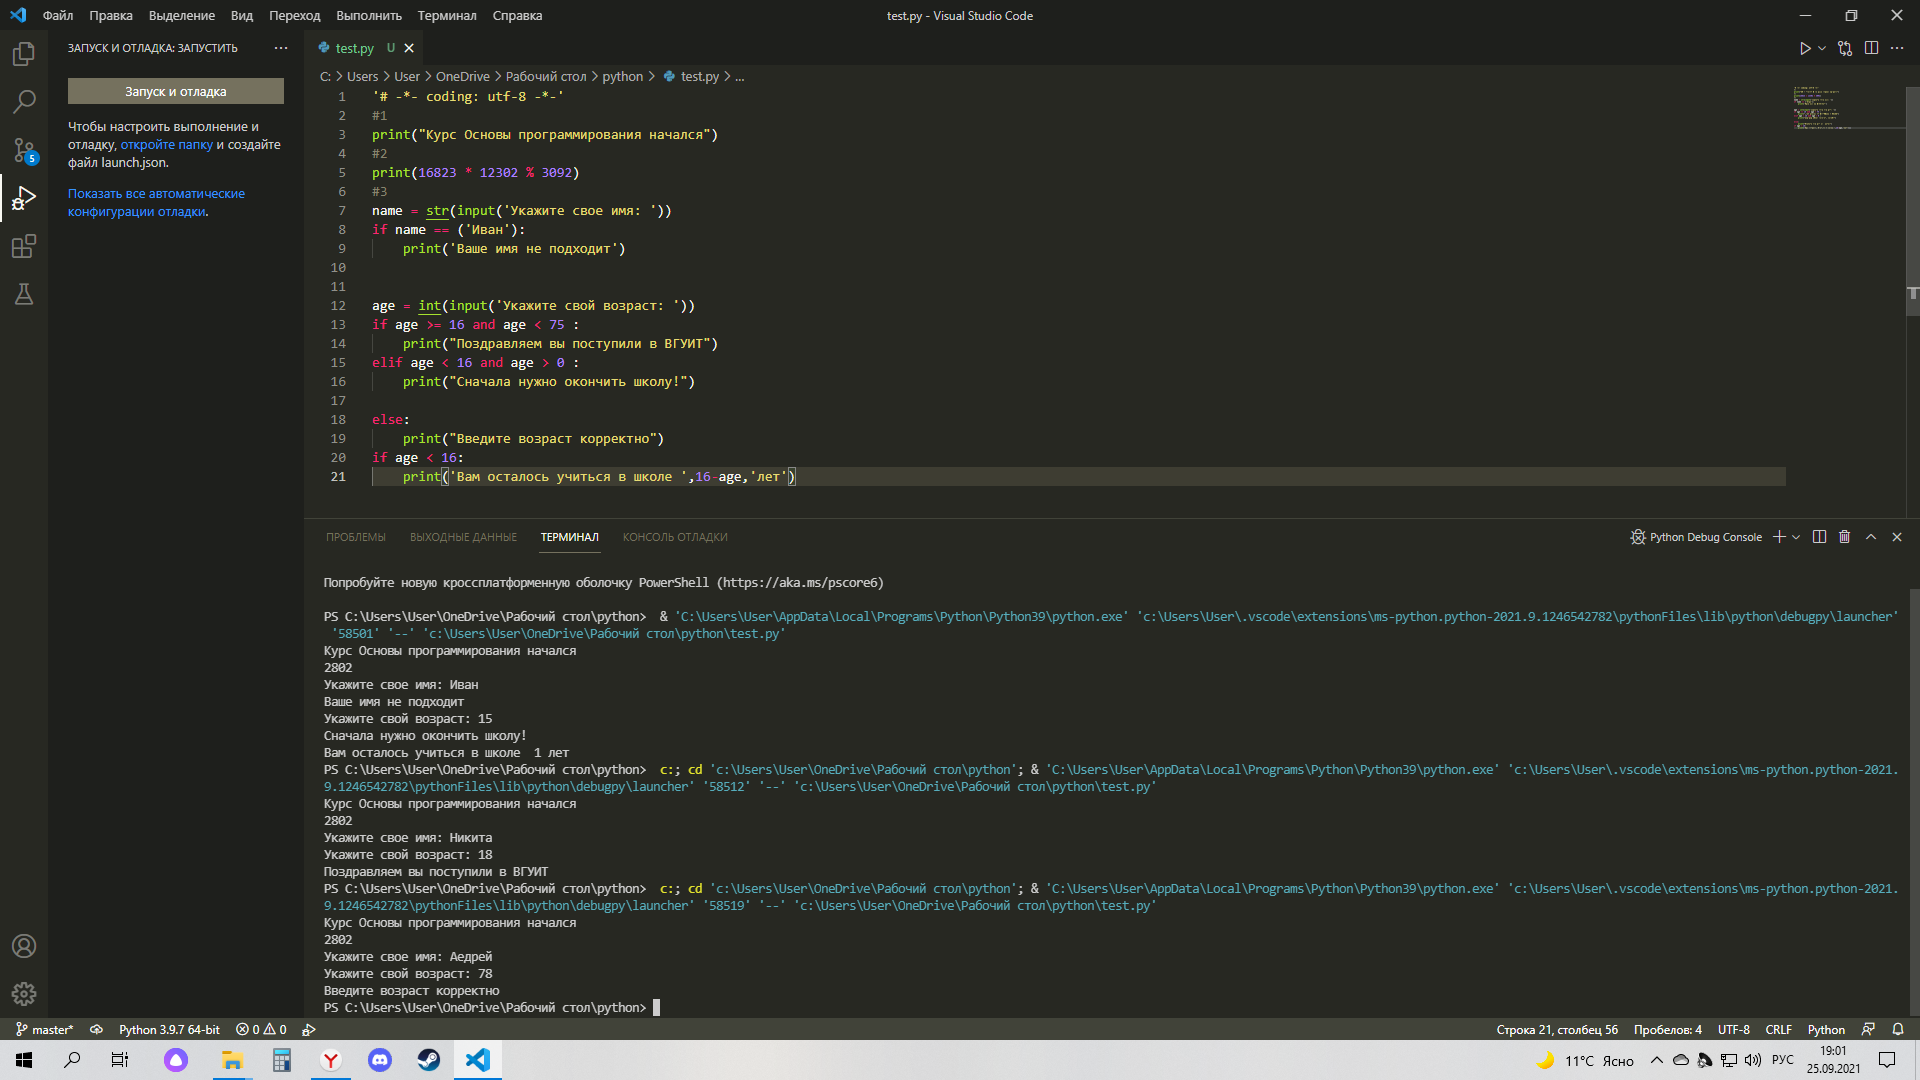 Файл Правка Выделение Вид Переход Выполнить Терминал Справка
test.py - Visual Studio Code
ЗАПУСК И ОТЛАДКА: ЗАПУСТИТЬ ...
Запуск и отладка
Чтобы настроить выполнение и
отладку, откройте папку и создайте
файл launch.json.
Показать все автоматические
конфигурации отладки.
5
test.py U
C: > Users > User > OneDrive > Рабочий стол > python > test.py > ...
1 '# -*- coding: utf-8 -*-'
2 #1
3 print("Курс Основы программирования начался")
4 #2
5 print(16823 * 12302 % 3092)
6 #3
7 name = str(input('Укажите свое имя: '))
8 if name == ('Иван'):
9     print('Ваше имя не подходит')
10
11
12 age = int(input('Укажите свой возраст: '))
13 if age >= 16 and age < 75 :
14     print("Поздравляем вы поступили в ВГУИТ")
15 elif age < 16 and age > 0 :
16     print("Сначала нужно окончить школу!")
17
18 else:
19     print("Введите возраст корректно")
20 if age < 16:
21     print('Вам осталось учиться в школе ',16-age,'лет')
ПРОБЛЕМЫ ВЫХОДНЫЕ ДАННЫЕ ТЕРМИНАЛ КОНСОЛЬ ОТЛАДКИ
Python Debug Console
Попробуйте новую кроссплатформенную оболочку PowerShell (https://aka.ms/pscore6)
PS C:\Users\User\OneDrive\Рабочий стол\python>  & 'C:\Users\User\AppData\Local\Programs\Python\Python39\python.exe' 'c:\Users\User\.vscode\extensions\ms-python.python-2021.9.1246542782\pythonFiles\lib\python\debugpy\launcher'
 '58501' '--' 'c:\Users\User\OneDrive\Рабочий стол\python\test.py'
Курс Основы программирования начался
2802
Укажите свое имя: Иван
Ваше имя не подходит
Укажите свой возраст: 15
Сначала нужно окончить школу!
Вам осталось учиться в школе  1 лет
PS C:\Users\User\OneDrive\Рабочий стол\python>  c:; cd 'c:\Users\User\OneDrive\Рабочий стол\python'; & 'C:\Users\User\AppData\Local\Programs\Python\Python39\python.exe' 'c:\Users\User\.vscode\extensions\ms-python.python-2021.
9.1246542782\pythonFiles\lib\python\debugpy\launcher' '58512' '--' 'c:\Users\User\OneDrive\Рабочий стол\python\test.py'
Курс Основы программирования начался
2802
Укажите свое имя: Никита
Укажите свой возраст: 18
Поздравляем вы поступили в ВГУИТ
PS C:\Users\User\OneDrive\Рабочий стол\python>  c:; cd 'c:\Users\User\OneDrive\Рабочий стол\python'; & 'C:\Users\User\AppData\Local\Programs\Python\Python39\python.exe' 'c:\Users\User\.vscode\extensions\ms-python.python-2021.
9.1246542782\pythonFiles\lib\python\debugpy\launcher' '58519' '--' 'c:\Users\User\OneDrive\Рабочий стол\python\test.py'
Курс Основы программирования начался
2802
Укажите свое имя: Аедрей
Укажите свой возраст: 78
Введите возраст корректно
PS C:\Users\User\OneDrive\Рабочий стол\python>
master* Python 3.9.7 64-bit 0 0
Строка 21, столбец 56 Пробелов: 4 UTF-8 CRLF Python
11°C Ясно РУС 19:01
25.09.2021